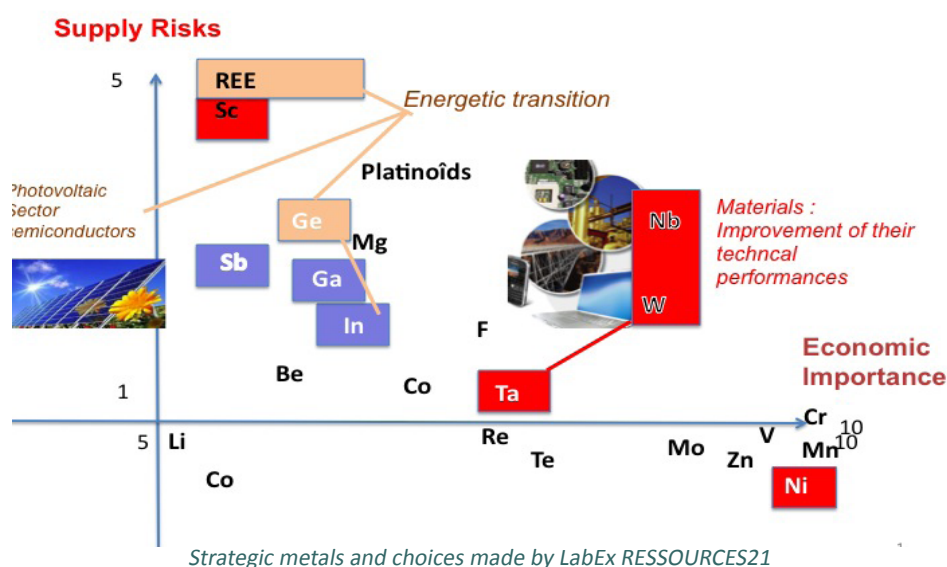 Supply Risks
5
REE
Sc
Energetic transition
Platinoîds
Photovoltaic
Sector
emiconductors
Ge
Mg
Sb
Ga
In
Nb
W
Materials :
Improvement of their
techncal
performances
F
Be
Co
Ta
Economic
Importance
1
Cr
10
5
Li
Re
Te
Mo
Zn
V
Mn
10
Co
Ni
Strategic metals and choices made by LabEx RESSOURCES21